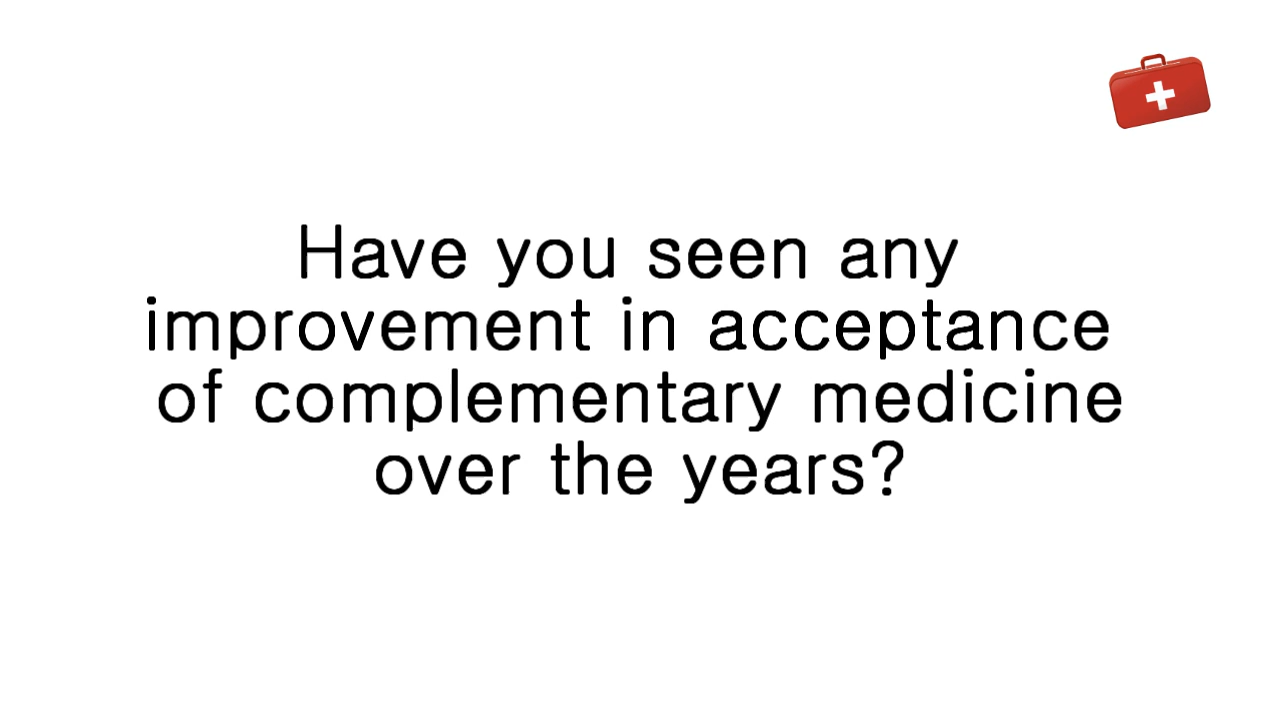 Have you seen any
improvement in acceptance
of complementary medicine
over the years?